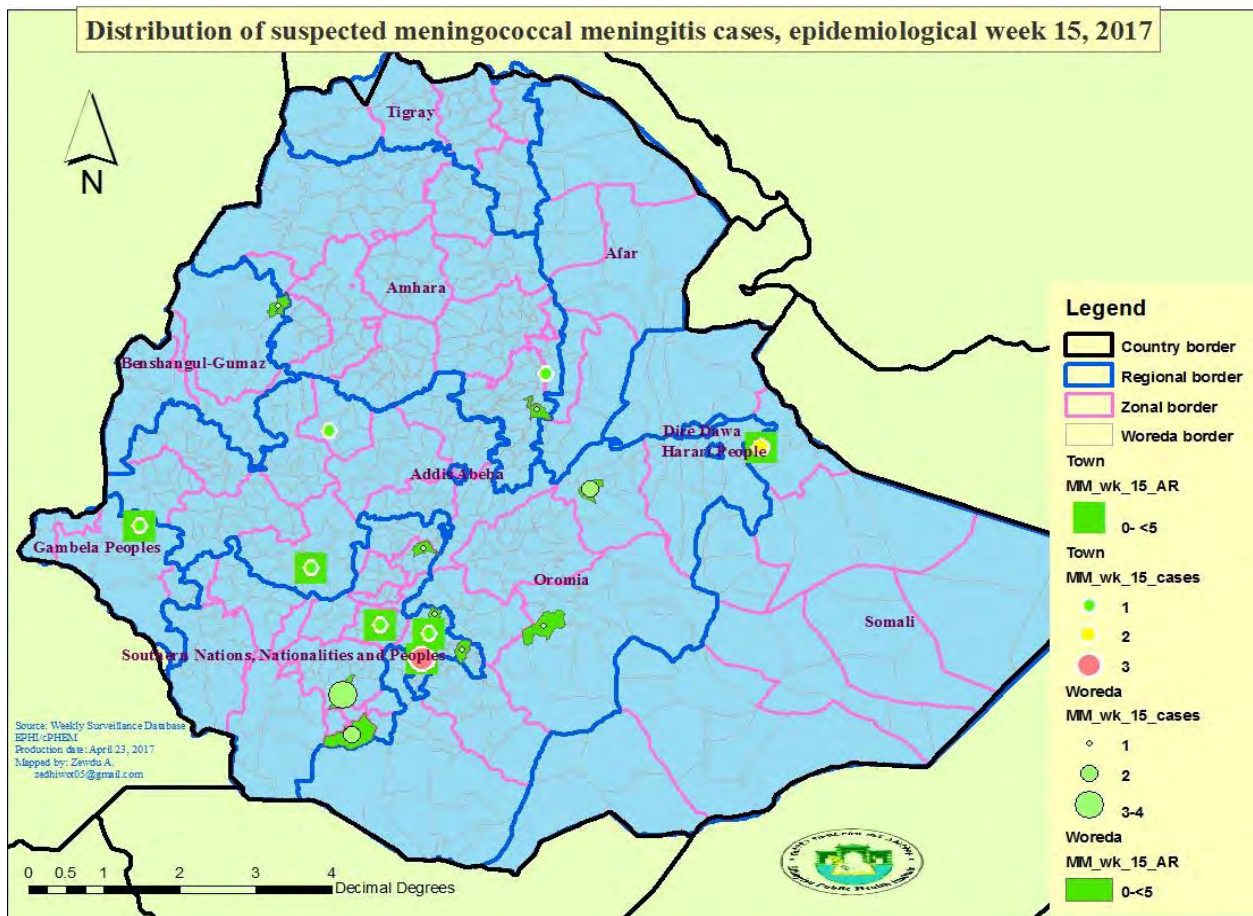 Distribution of suspected meningococcal meningitis cases, epidemiological week 15, 2017
N
Tigray
Afar
Amhara
Benshangul-Gumaz
Dire Dawa
Harari People
Addis Abeba
Gambela Peoples
Oromia
Somali
Southern Nations, Nationalities and Peoples
Source: Weekly Surveillance Database
EPHI/cPHEM
Production date: April 23, 2017
Mapped by: Zewdu A.
zedhiwot05@gmail.com
0 0.5 1 2 3 4
Decimal Degrees
Legend
Country border
Regional border
Zonal border
Woreda border
Town
MM_wk_15_AR
0- <5
Town
MM_wk_15_cases
1
2
3
Woreda
MM_wk_15_cases
1
2
3-4
Woreda
MM_wk_15_AR
0-<5